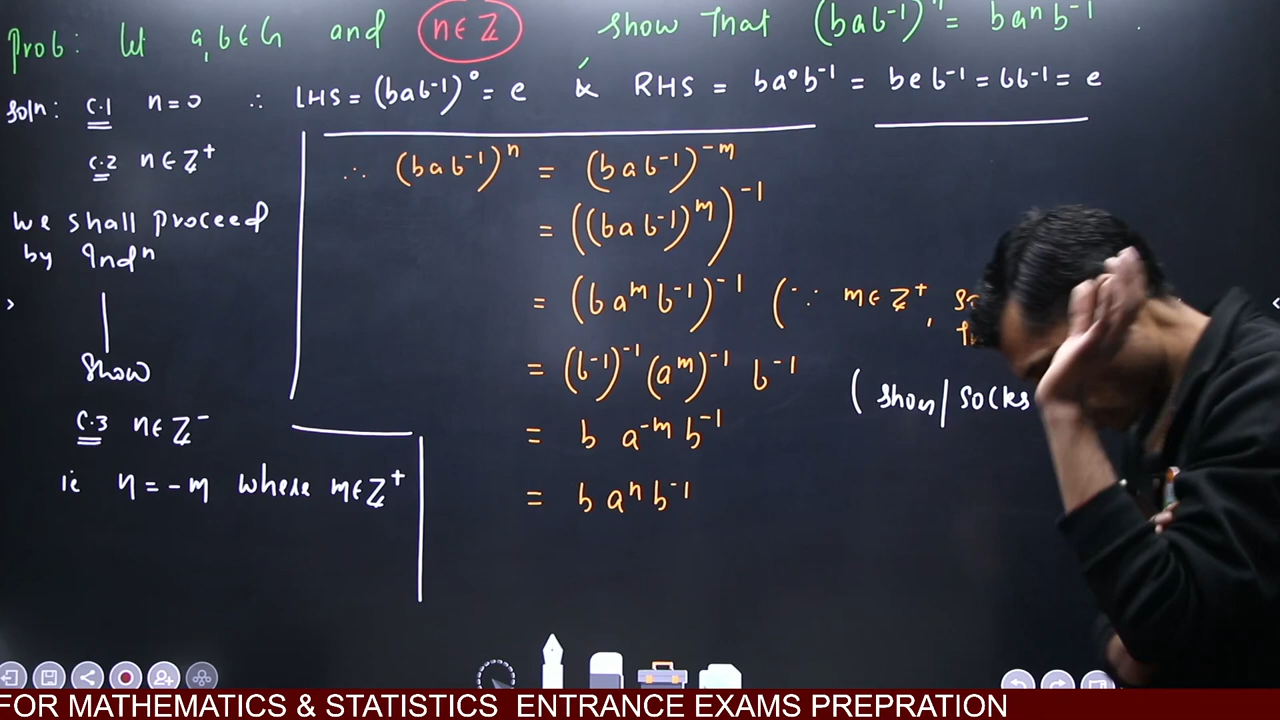 Prob: let a, b ∈ G and n ∈ Z show That (bab⁻¹)ⁿ = baⁿb⁻¹.
Soln: C.1 n=0 ∴ LHS = (bab⁻¹)⁰ = e & RHS = ba⁰b⁻¹ = beb⁻¹ = bb⁻¹ = e
C.2 n ∈ Z⁺
we shall proceed
by Indⁿ
Show
C.3 n ∈ Z⁻
ie n = -m where m ∈ Z⁺
∴ (bab⁻¹)ⁿ = (bab⁻¹)⁻ᵐ
= ((bab⁻¹)ᵐ)⁻¹
= (baᵐb⁻¹)⁻¹ (∵ m ∈ Z⁺,
= (b⁻¹)⁻¹ (aᵐ)⁻¹ b⁻¹ (shoes/socks
= b a⁻ᵐ b⁻¹
= b aⁿ b⁻¹
FOR MATHEMATICS & STATISTICS ENTRANCE EXAMS PREPRATION